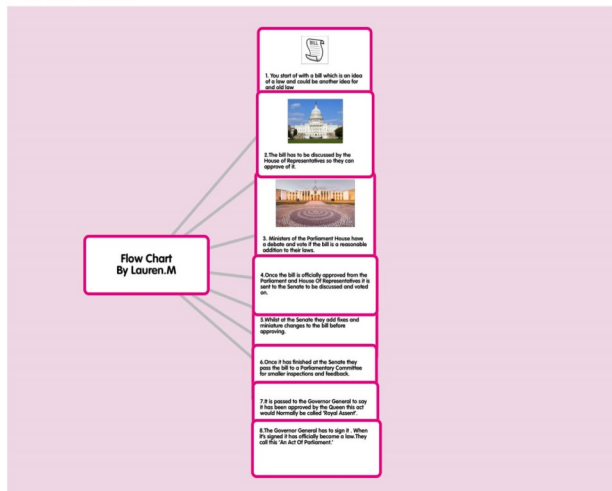 BILL
1. You start of with a bill which is an idea
of a law and could be another idea for
and old law
2.The bill has to be discussed by the
House of Representatives so they can
approve of it.
3. Ministers of the Parliament House have
a debate and vote if the bill is a reasonable
addition to their laws.
Flow Chart
By Lauren.M
4.Once the bill is officially approved from the
Parliament and House Of Representatives it is
sent to the Senate to be discussed and voted
on.
5.Whilst at the Senate they add fixes and
miniature changes to the bill before
approving.
6.Once it has finished at the Senate they
pass the bill to a Parliamentary Committee
for smaller inspections and feedback.
7.It is passed to the Governor General to say
it has been approved by the Queen this act
would Normally be called 'Royal Assent'.
8.The Governor General has to sign it . When
it's signed it has officially become a law.They
call this 'An Act Of Parliament.'